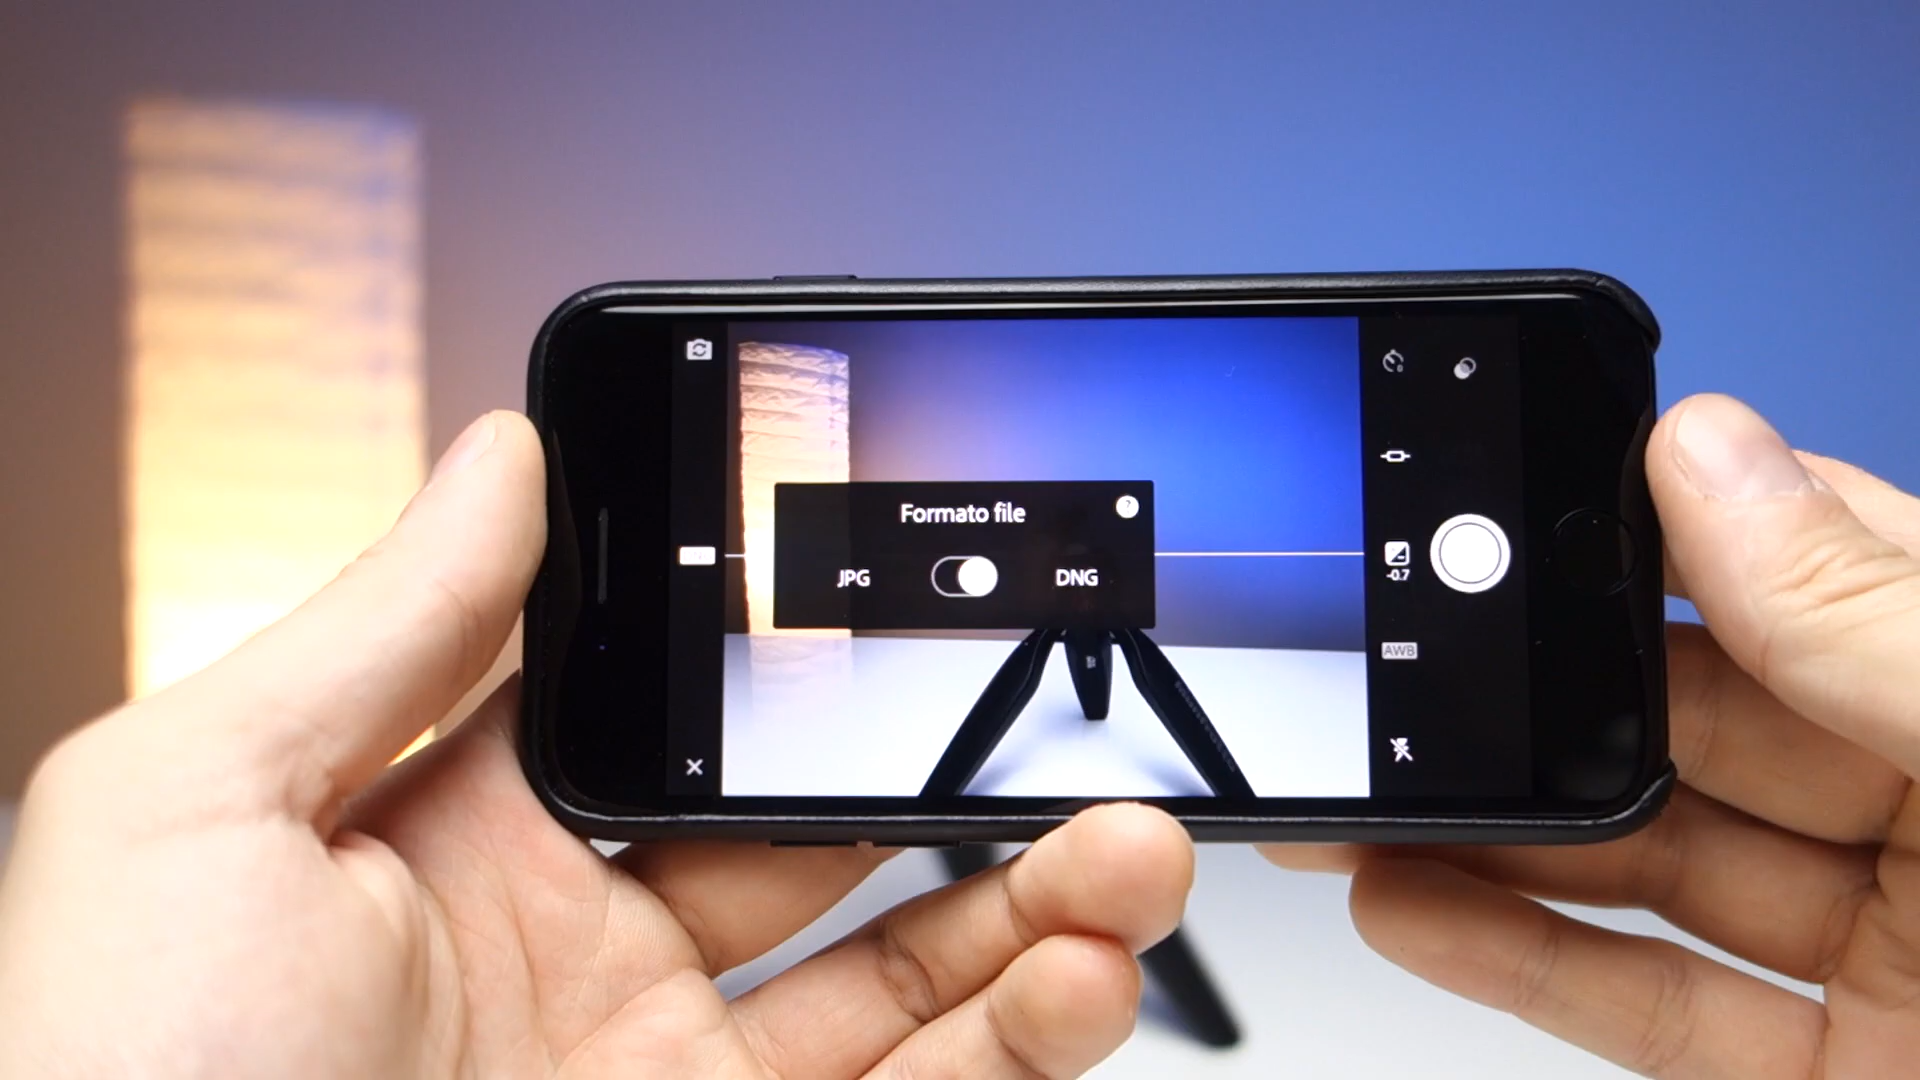 Formato file
?
JPG
DNG
-0.7
AWB